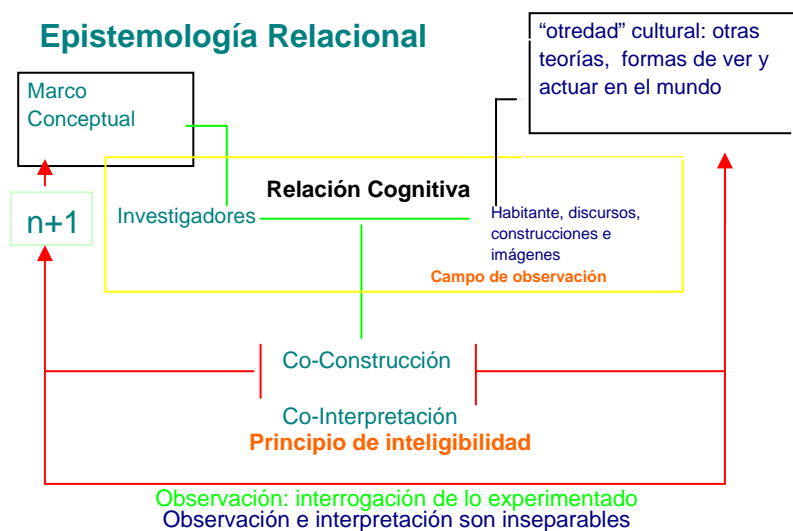 Epistemología Relacional
“otredad” cultural: otras
teorías, formas de ver y
actuar en el mundo
Marco
Conceptual
Relación Cognitiva
n+1
Investigadores
Habitante, discursos,
construcciones e
imágenes
Campo de observación
Co-Construcción
Co-Interpretación
Principio de inteligibilidad
Observación: interrogación de lo experimentado
Observación e interpretación son inseparables